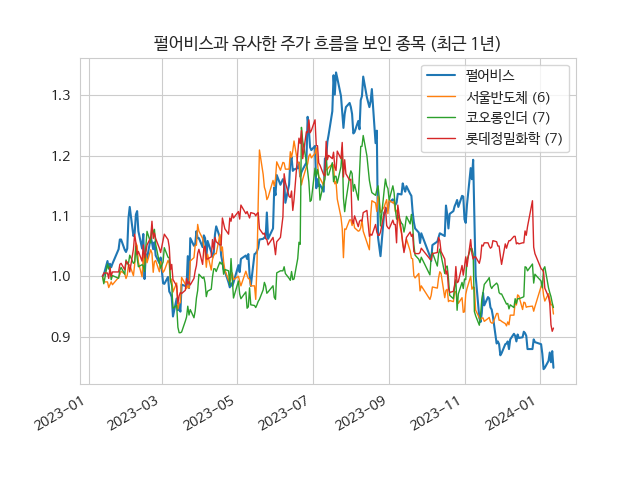 펄어비스과 유사한 주가 흐름을 보인 종목 (최근 1년)
펄어비스
서울반도체 (6)
코오롱인더 (7)
롯데정밀화학 (7)
1.3
1.2
1.1
1.0
0.9
2023-01
2023-03
2023-05
2023-07
2023-09
2023-11
2024-01